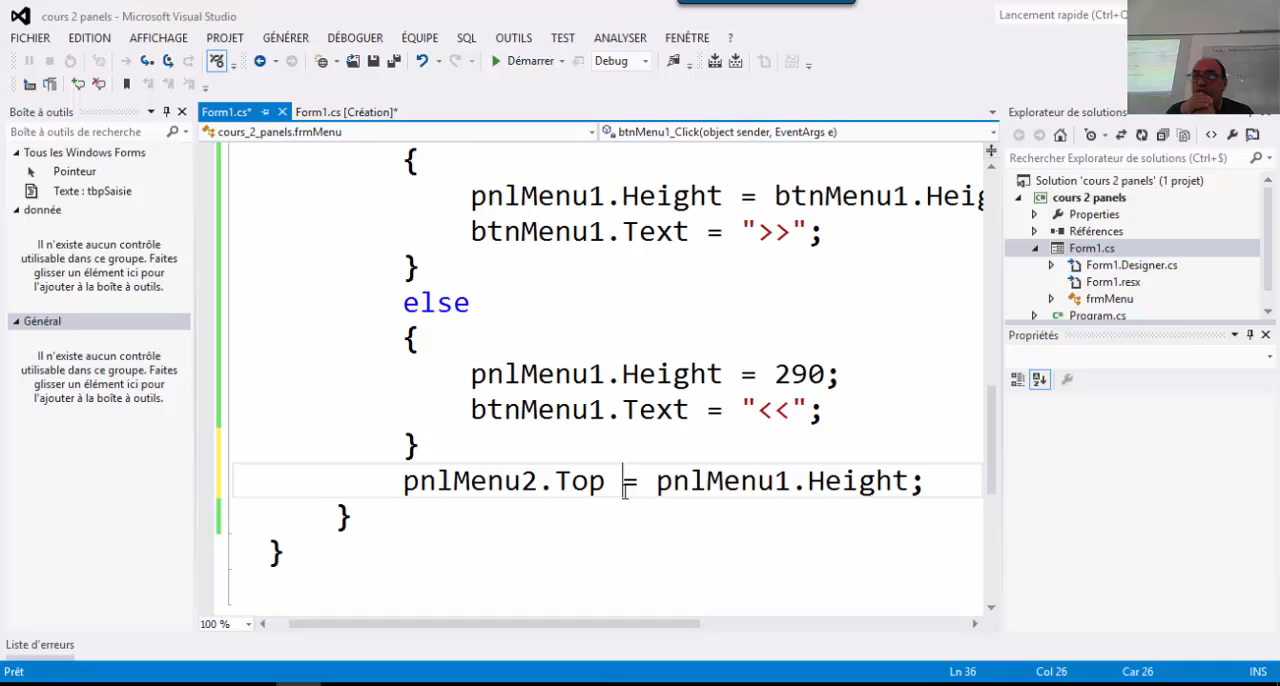 cours 2 panels - Microsoft Visual Studio
Lancement rapide (Ctrl+Q
FICHIER EDITION AFFICHAGE PROJET GÉNÉRER DÉBOGUER ÉQUIPE SQL OUTILS TEST ANALYSER FENÊTRE ?
Démarrer Debug
Boîte à outils
Form1.cs* Form1.cs [Création]*
Explorateur de solutions
Boîte à outils de recherche
cours_2_panels.frmMenu
btnMenu1_Click(object sender, EventArgs e)
Tous les Windows Forms
Pointeur
Texte : tbpSaisie
donnée
Il n'existe aucun contrôle
utilisable dans ce groupe. Faites
glisser un élément ici pour
l'ajouter à la boîte à outils.
Général
Il n'existe aucun contrôle
utilisable dans ce groupe. Faites
glisser un élément ici pour
l'ajouter à la boîte à outils.
{
pnlMenu1.Height = btnMenu1.Heig
btnMenu1.Text = ">>";
}
else
{
pnlMenu1.Height = 290;
btnMenu1.Text = "<<";
}
pnlMenu2.Top = pnlMenu1.Height;
}
}
100 %
Rechercher Explorateur de solutions (Ctrl+$)
Solution 'cours 2 panels' (1 projet)
cours 2 panels
Properties
Références
Form1.cs
Form1.Designer.cs
Form1.resx
frmMenu
Program.cs
Propriétés
Liste d'erreurs
Prêt
Ln 36 Col 26 Car 26 INS